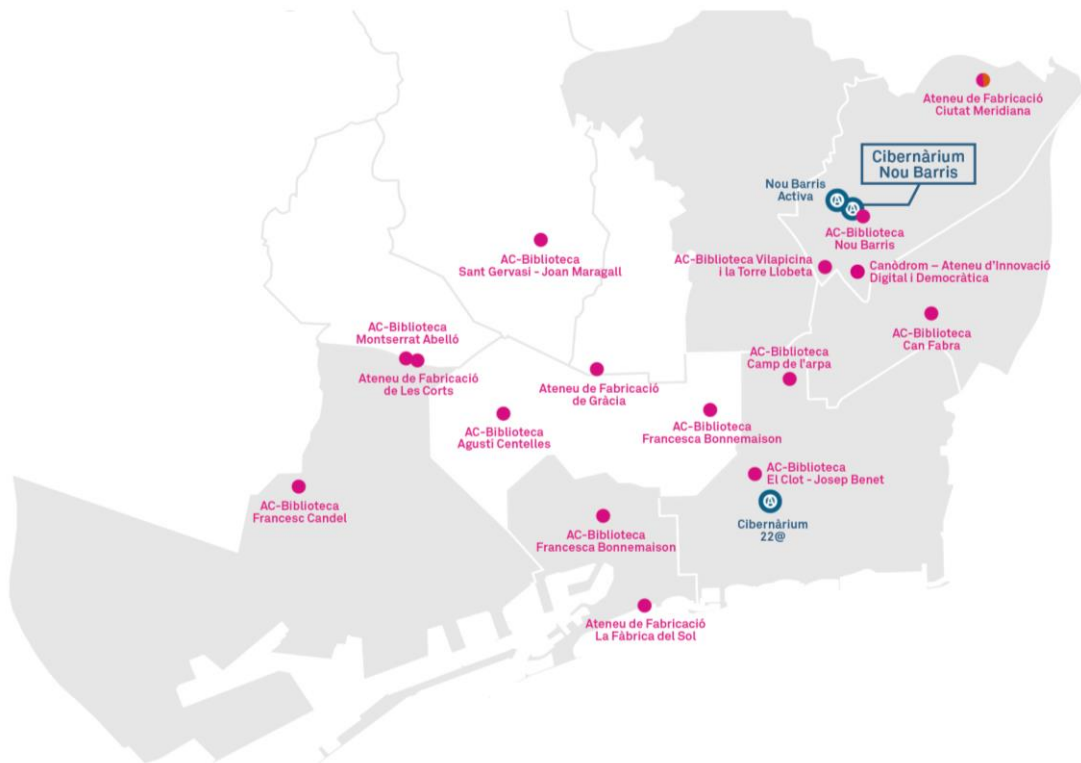 Ateneu de Fabricació
Ciutat Meridiana
Cibernàrium
Nou Barris
Nou Barris
Activa
AC-Biblioteca
Nou Barris
AC-Biblioteca
Sant Gervasi - Joan Maragall
AC-Biblioteca Vilapicina
i la Torre Llobeta
Canòdrom – Ateneu d'Innovació
Digital i Democràtica
AC-Biblioteca
Can Fabra
AC-Biblioteca
Montserrat Abelló
Ateneu de Fabricació
de Les Corts
AC-Biblioteca
Camp de l'arpa
Ateneu de Fabricació
de Gràcia
AC-Biblioteca
Agustí Centelles
AC-Biblioteca
Francesca Bonnemaison
AC-Biblioteca
El Clot - Josep Benet
AC-Biblioteca
Francesc Candel
Cibernàrium
22@
AC-Biblioteca
Francesca Bonnemaison
Ateneu de Fabricació
La Fàbrica del Sol